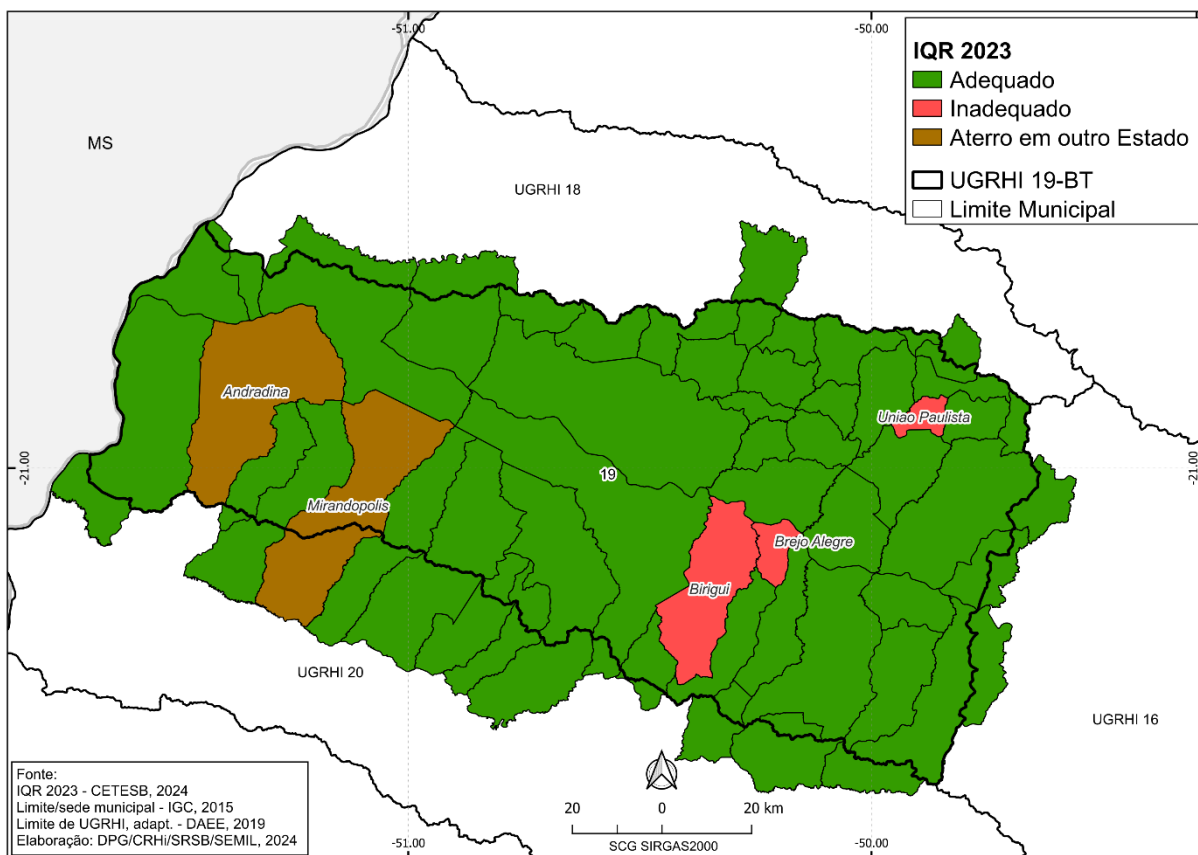 -51.00
-50.00
IQR 2023
Adequado
Inadequado
Aterro em outro Estado
UGRHI 19-BT
Limite Municipal
MS
UGRHI 18
Andradina
Uniao Paulista
-21.00
-21.00
19
Mirandopolis
Brejo Alegre
Birigui
UGRHI 20
UGRHI 16
Fonte:
IQR 2023 - CETESB, 2024
Limite/sede municipal - IGC, 2015
Limite de UGRHI, adapt. - DAEE, 2019
Elaboração: DPG/CRHi/SRSB/SEMIL, 2024
20 0 20 km
SCG SIRGAS2000
-51.00
-50.00